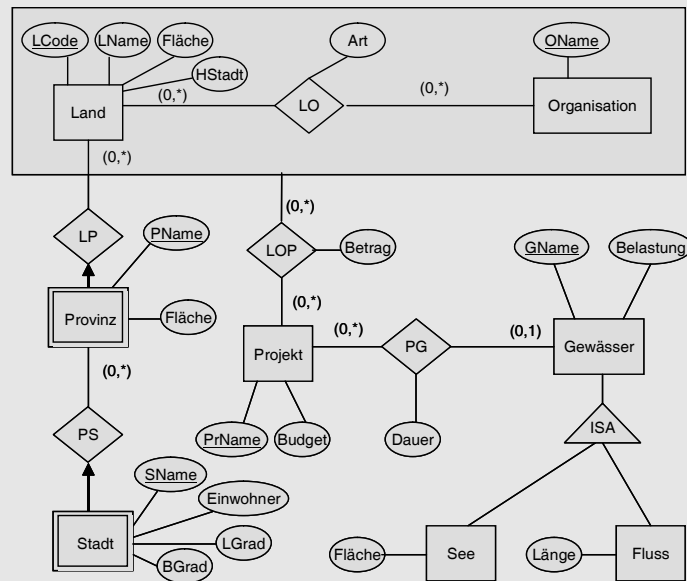 LCode LName Fläche Art OName
HStadt
(0,*) (0,*)
Land LO Organisation
(0,*)
(0,*)
LP PName GName Belastung
LOP Betrag
(0,*)
Provinz Fläche
(0,*) (0,1)
Projekt PG Gewässer
(0,*)
PS ISA
PrName Budget Dauer
SName
Einwohner
Stadt LGrad Fläche See Länge Fluss
BGrad